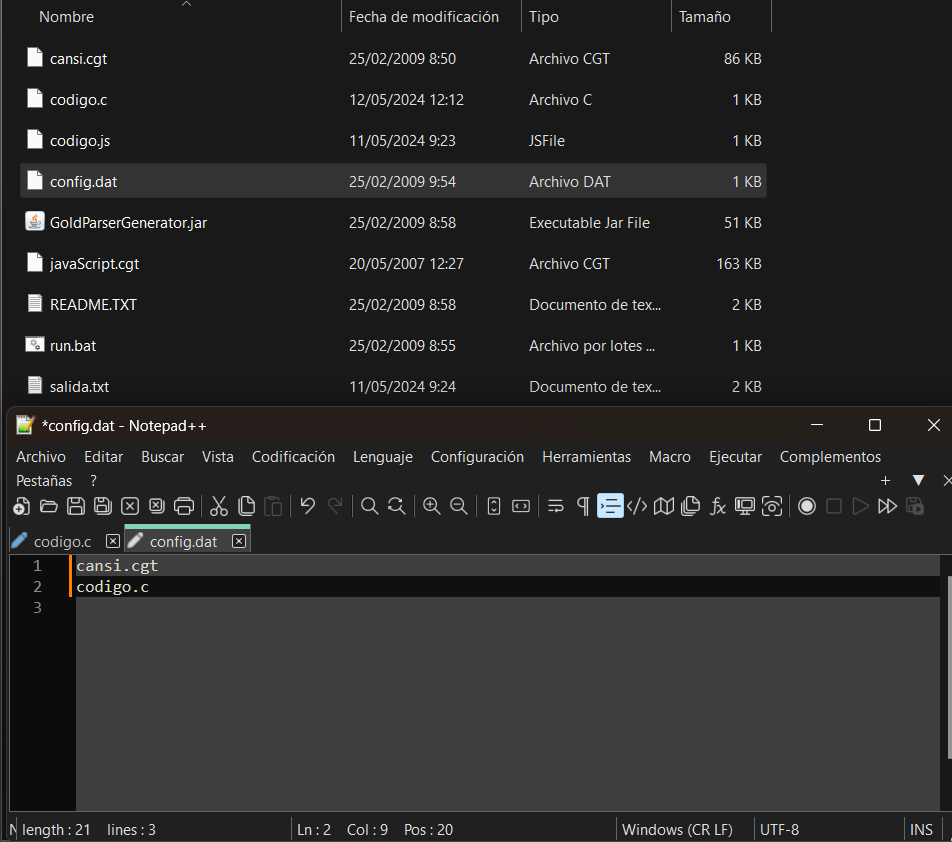 Nombre Fecha de modificación Tipo Tamaño
cansi.cgt 25/02/2009 8:50 Archivo CGT 86 KB
codigo.c 12/05/2024 12:12 Archivo C 1 KB
codigo.js 11/05/2024 9:23 JSFile 1 KB
config.dat 25/02/2009 9:54 Archivo DAT 1 KB
GoldParserGenerator.jar 25/02/2009 8:58 Executable Jar File 51 KB
javaScript.cgt 20/05/2007 12:27 Archivo CGT 163 KB
README.TXT 25/02/2009 8:58 Documento de tex... 2 KB
run.bat 25/02/2009 8:55 Archivo por lotes ... 1 KB
salida.txt 11/05/2024 9:24 Documento de tex... 2 KB
*config.dat - Notepad++
Archivo Editar Buscar Vista Codificación Lenguaje Configuración Herramientas Macro Ejecutar Complementos
Pestañas ?
codigo.c config.dat
1 cansi.cgt
2 codigo.c
3
N length : 21 lines : 3 Ln : 2 Col : 9 Pos : 20 Windows (CR LF) UTF-8 INS